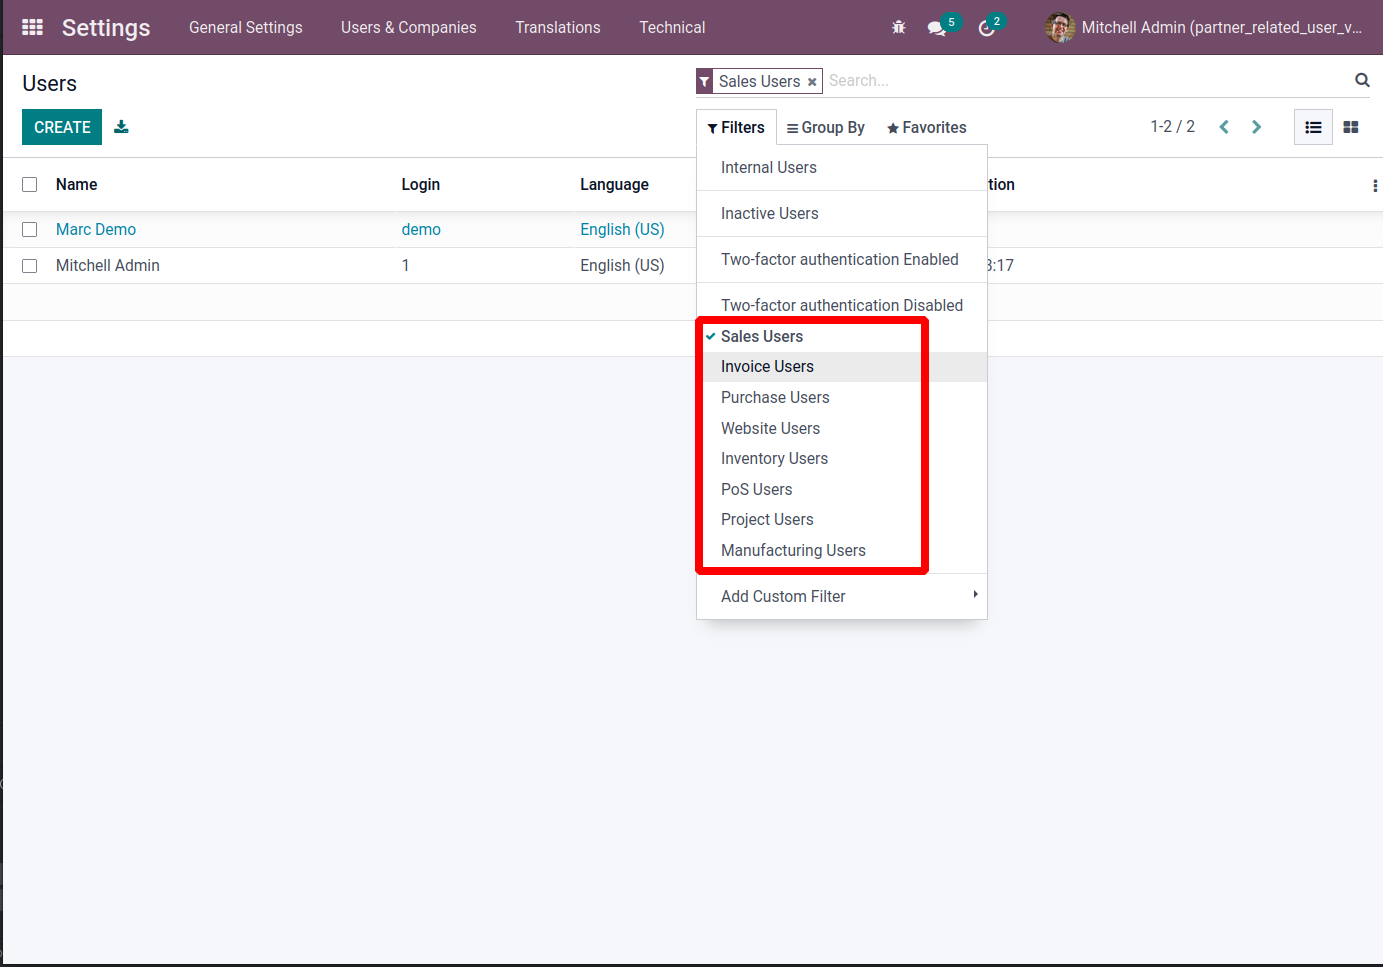 Settings General Settings Users & Companies Translations Technical 5 2 Mitchell Admin (partner_related_user_v...
Users
Sales Users × Search...
CREATE
Filters Group By Favorites 1-2 / 2
Internal Users
Name Login Language tion
Inactive Users
Marc Demo demo English (US)
Two-factor authentication Enabled
Mitchell Admin 1 English (US) 3:17
Two-factor authentication Disabled
Sales Users
Invoice Users
Purchase Users
Website Users
Inventory Users
PoS Users
Project Users
Manufacturing Users
Add Custom Filter